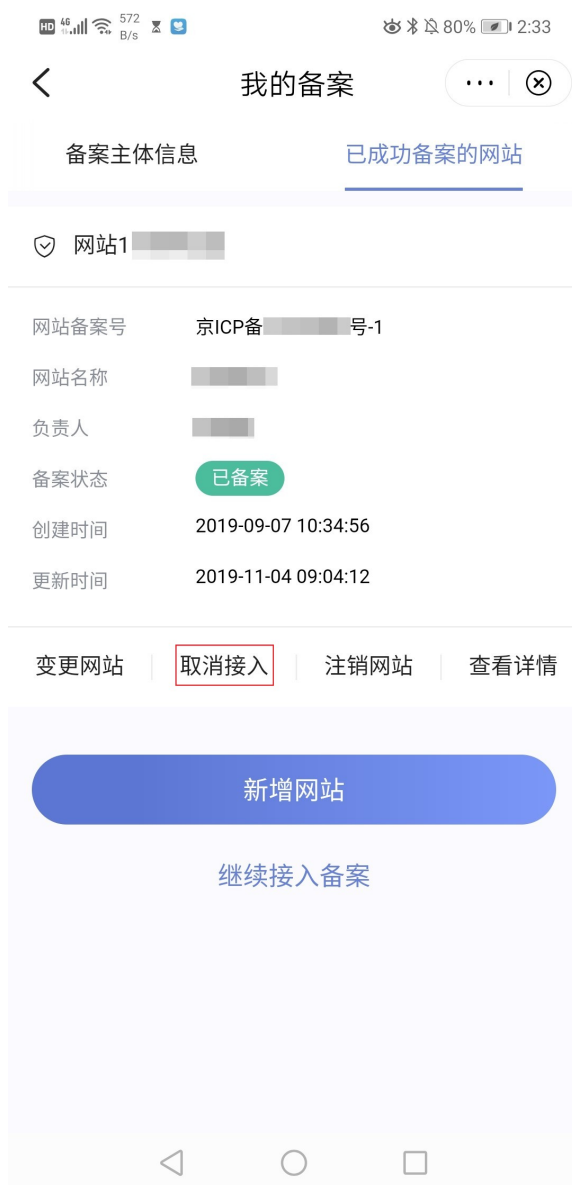 HD 46 572 B/s 80% 2:33
我的备案
备案主体信息 已成功备案的网站
网站1
网站备案号 京ICP备 号-1
网站名称
负责人
备案状态 已备案
创建时间 2019-09-07 10:34:56
更新时间 2019-11-04 09:04:12
变更网站 取消接入 注销网站 查看详情
新增网站
继续接入备案